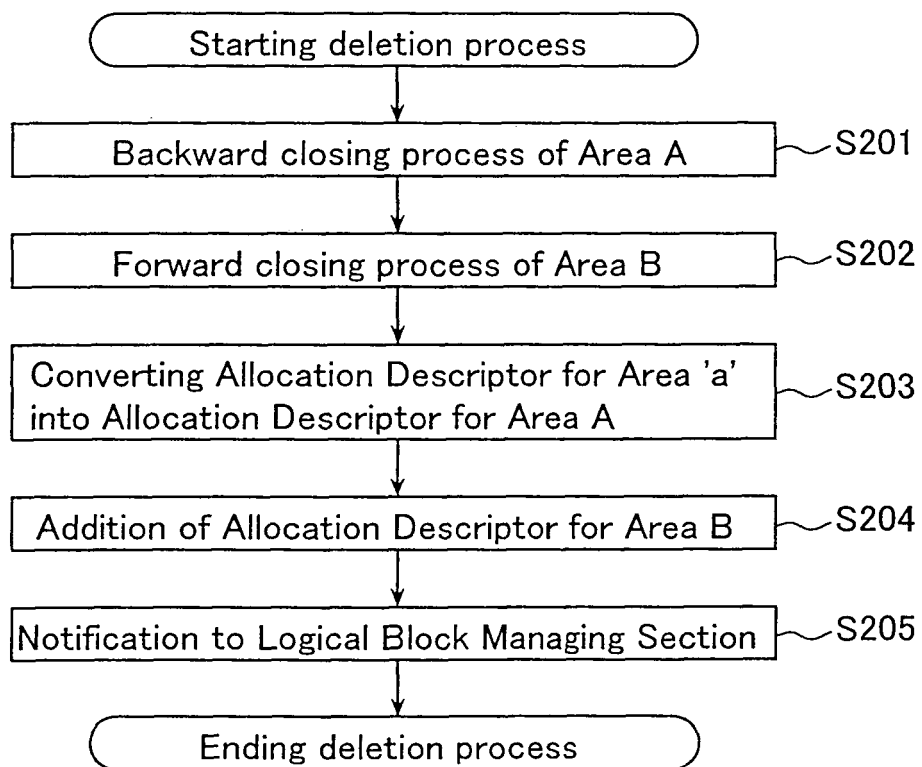 Starting deletion process
Backward closing process of Area A
S201
Forward closing process of Area B
S202
Converting Allocation Descriptor for Area 'a'
into Allocation Descriptor for Area A
S203
Addition of Allocation Descriptor for Area B
S204
Notification to Logical Block Managing Section
S205
Ending deletion process